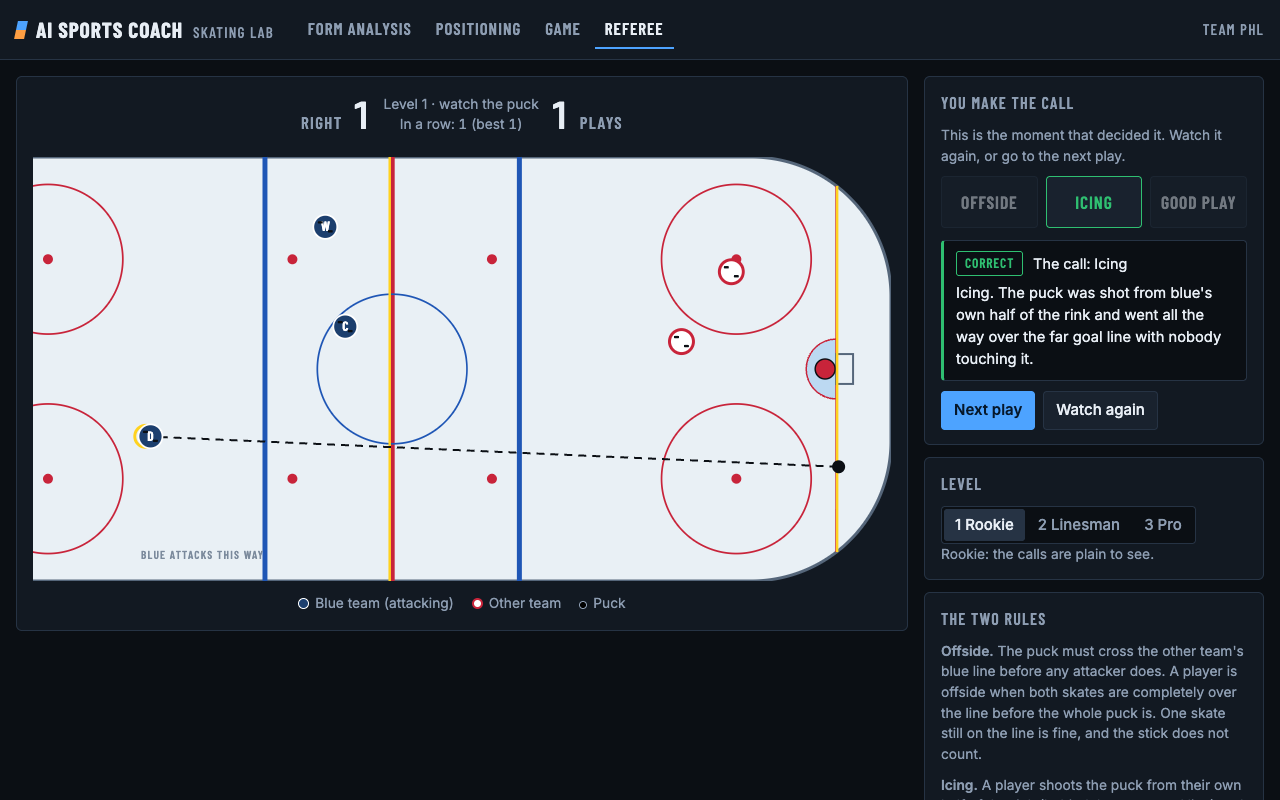 AI SPORTS COACH SKATING LAB FORM ANALYSIS POSITIONING GAME REFEREE TEAM PHL
RIGHT 1 Level 1 · watch the puck 1 PLAYS
In a row: 1 (best 1)
W
C
D
BLUE ATTACKS THIS WAY
Blue team (attacking) Other team Puck
YOU MAKE THE CALL
This is the moment that decided it. Watch it
again, or go to the next play.
OFFSIDE ICING GOOD PLAY
CORRECT The call: Icing
Icing. The puck was shot from blue's
own half of the rink and went all the
way over the far goal line with nobody
touching it.
Next play Watch again
LEVEL
1 Rookie 2 Linesman 3 Pro
Rookie: the calls are plain to see.
THE TWO RULES
Offside. The puck must cross the other team's
blue line before any attacker does. A player is
offside when both skates are completely over
the line before the whole puck is. One skate
still on the line is fine, and the stick does not
count.
Icing. A player shoots the puck from their own